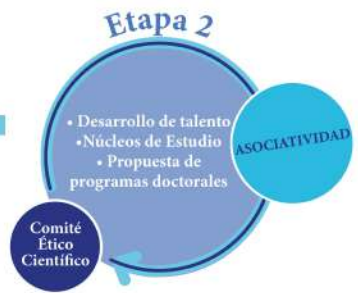 Etapa 2
• Desarrollo de talento
•Núcleos de Estudio
• Propuesta de
programas doctorales
ASOCIATIVIDAD
Comité
Ético
Científico